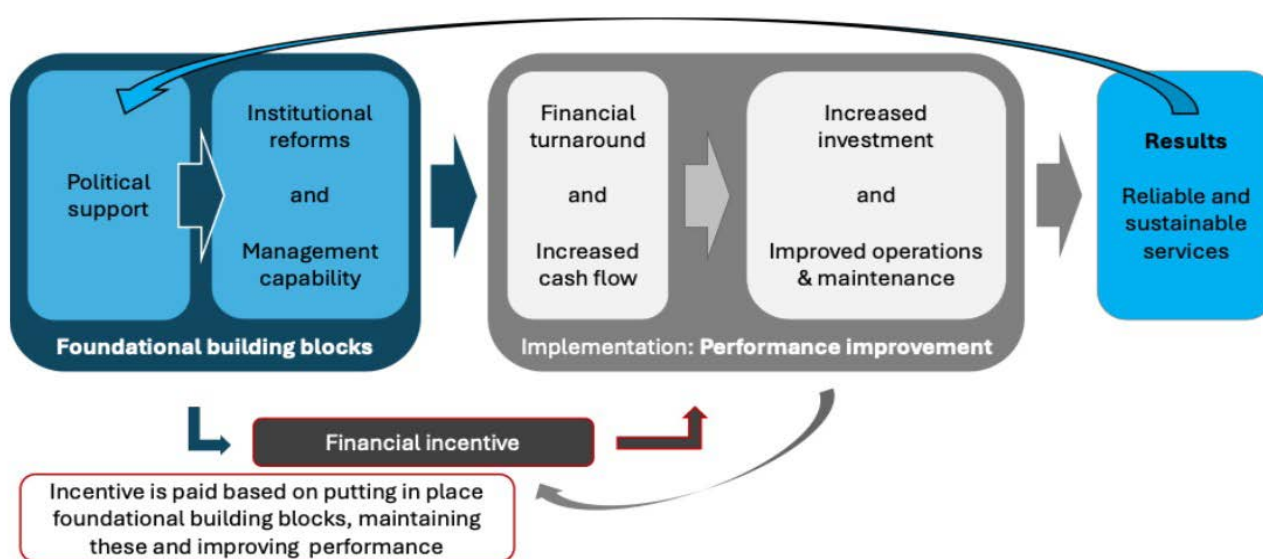 Political
support
Institutional
reforms
and
Management
capability
Foundational building blocks
Financial
turnaround
and
Increased
cash flow
Increased
investment
and
Improved operations
& maintenance
Implementation: Performance improvement
Results
Reliable and
sustainable
services
Financial incentive
Incentive is paid based on putting in place
foundational building blocks, maintaining
these and improving performance